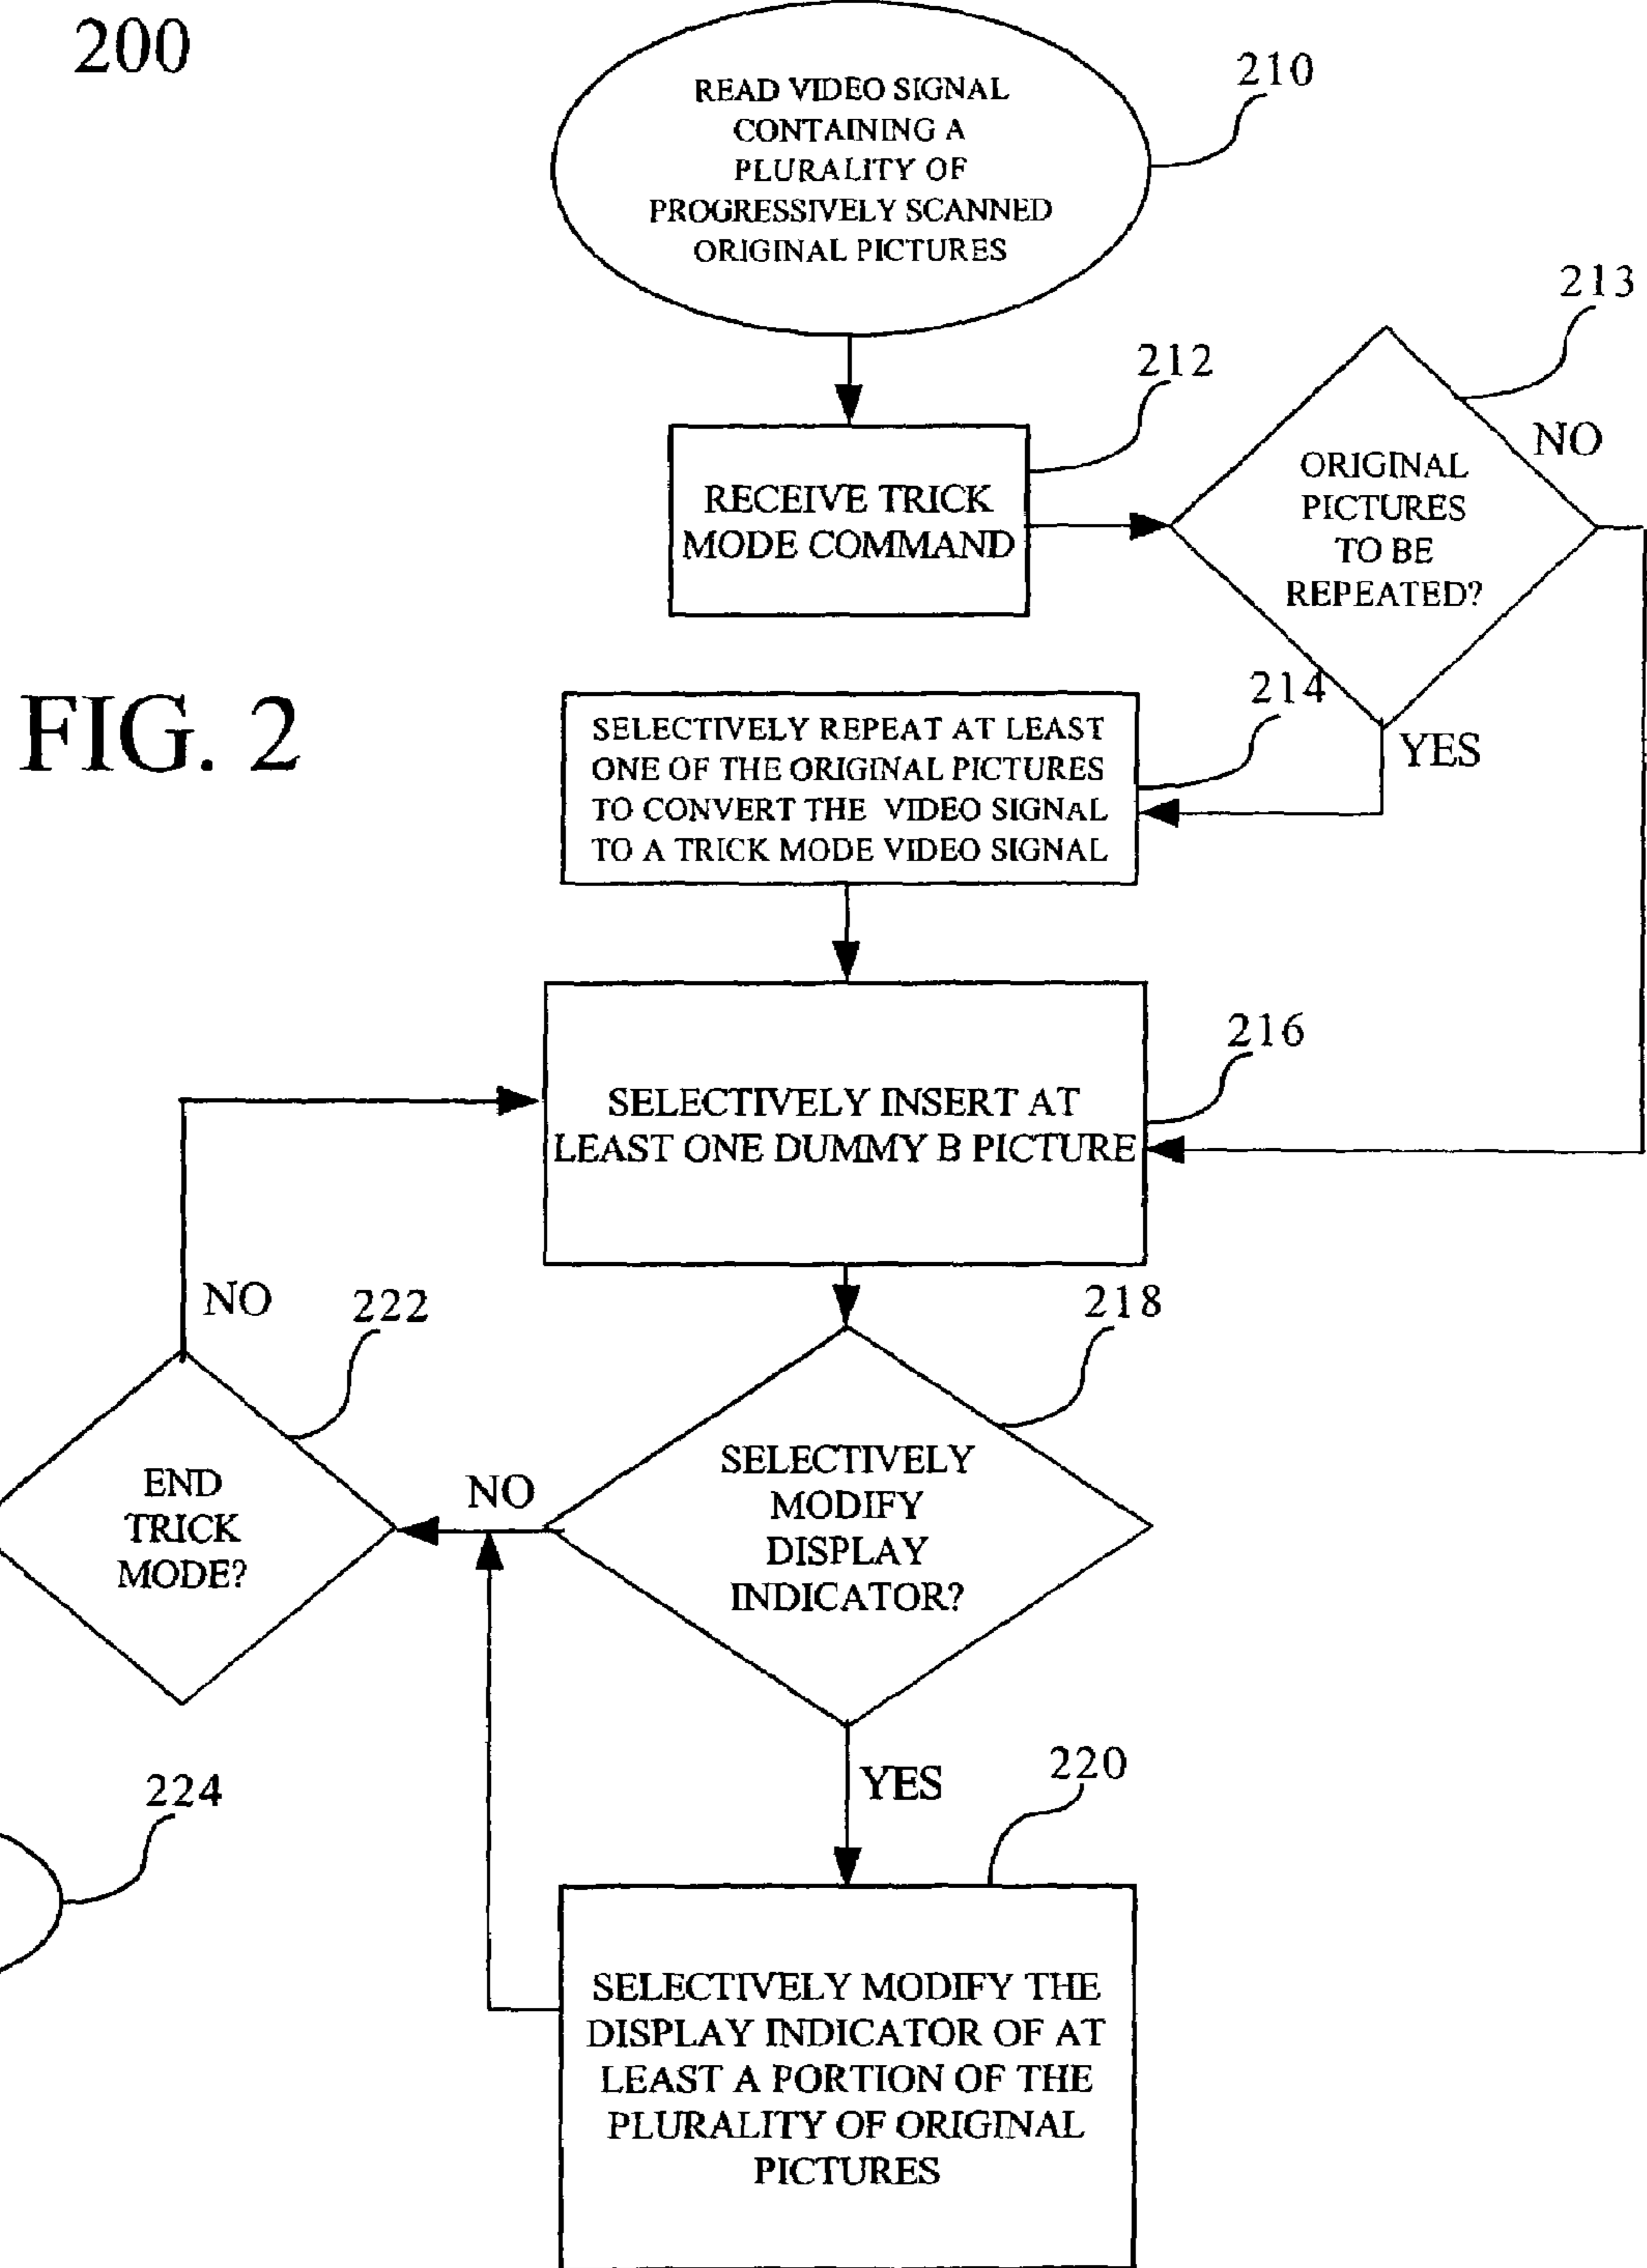 200
READ VIDEO SIGNAL
CONTAINING A
PLURALITY OF
PROGRESSIVELY SCANNED
ORIGINAL PICTURES
210
213
212
RECEIVE TRICK
MODE COMMAND
NO
ORIGINAL
PICTURES
TO BE
REPEATED?
FIG. 2
214
YES
SELECTIVELY REPEAT AT LEAST
ONE OF THE ORIGINAL PICTURES
TO CONVERT THE VIDEO SIGNAL
TO A TRICK MODE VIDEO SIGNAL
216
SELECTIVELY INSERT AT
LEAST ONE DUMMY B PICTURE
NO
222
218
END
TRICK
MODE?
NO
SELECTIVELY
MODIFY
DISPLAY
INDICATOR?
224
YES
220
SELECTIVELY MODIFY THE
DISPLAY INDICATOR OF AT
LEAST A PORTION OF THE
PLURALITY OF ORIGINAL
PICTURES